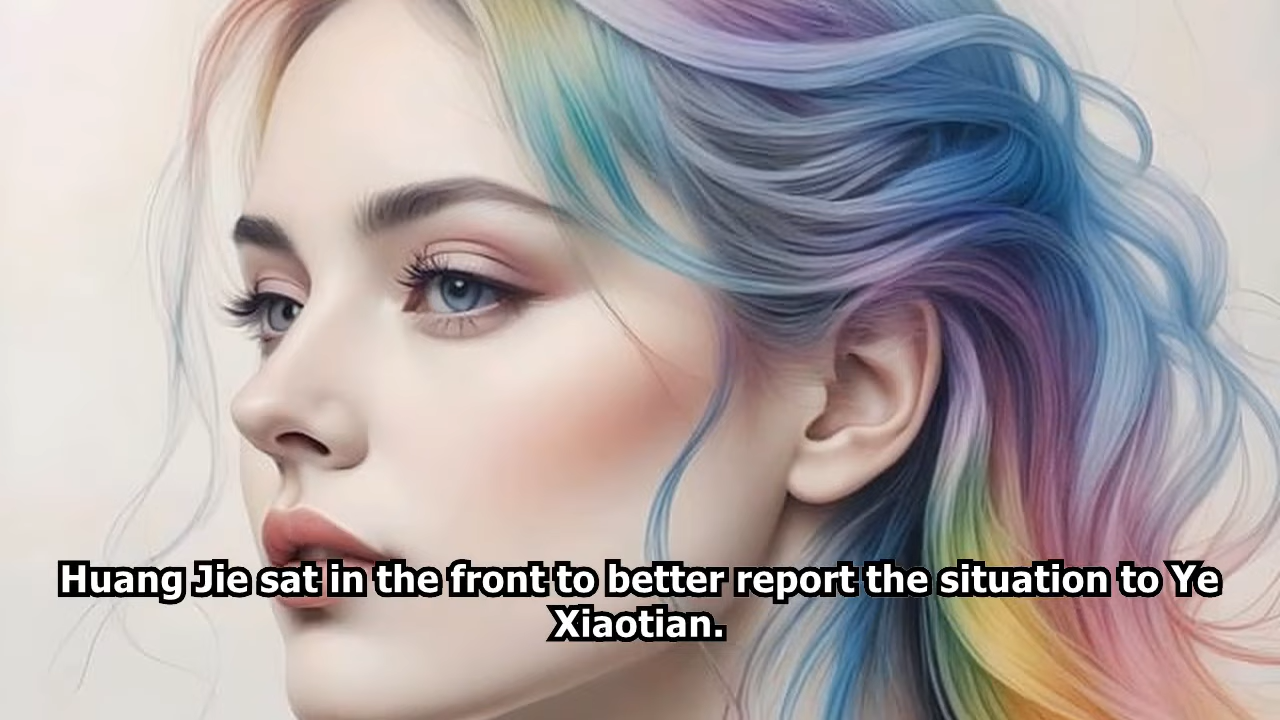 Huang Jie sat in the front to better report the situation to Ye
Xiaotian.